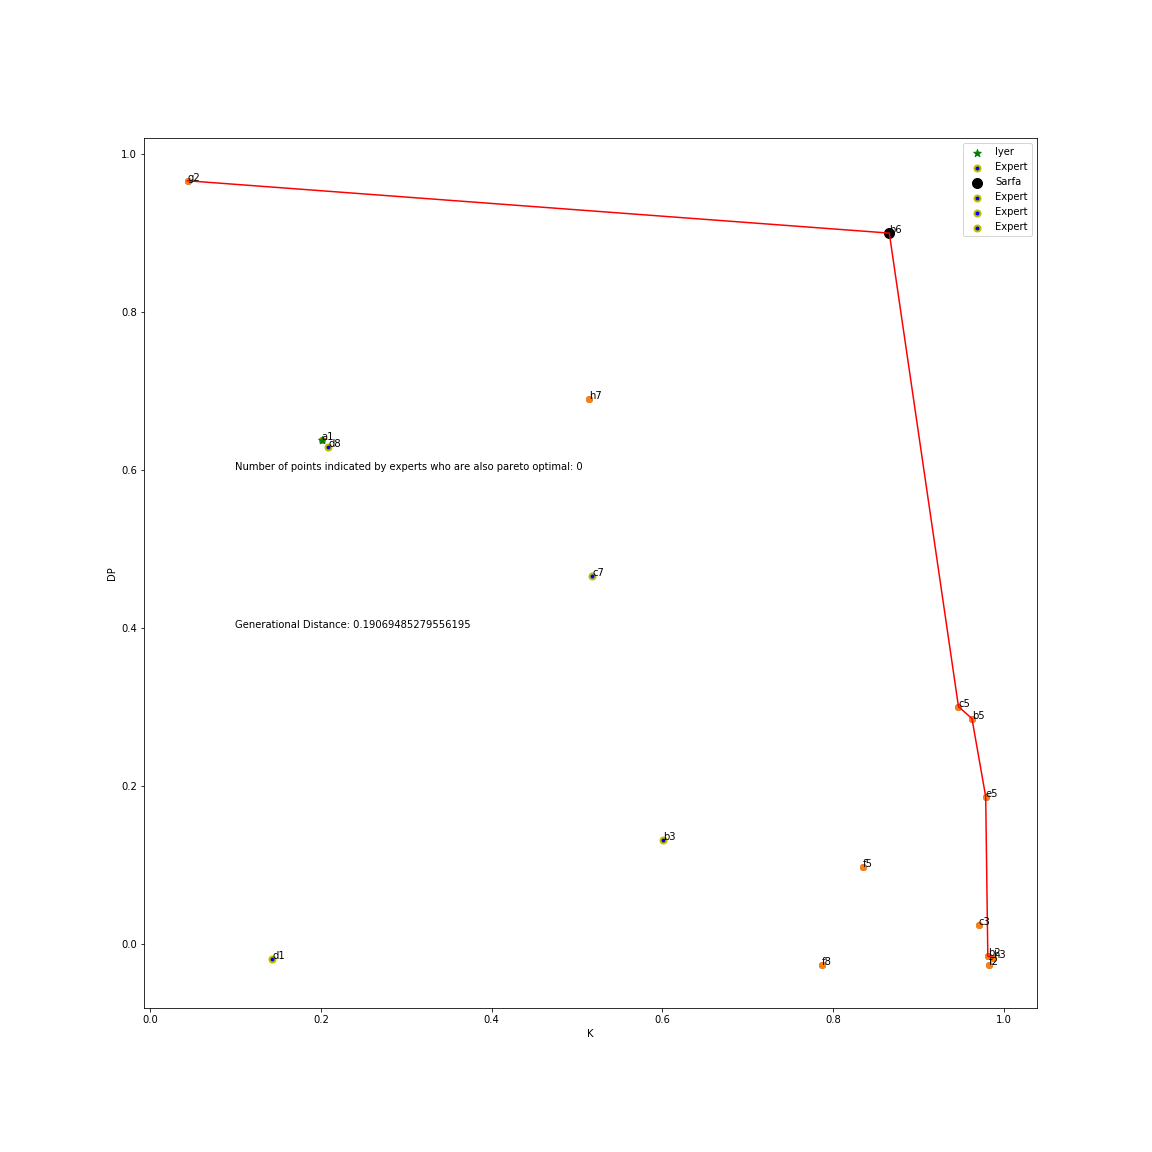 Iyer
Expert
Sarfa
Expert
Expert
Expert
1.0
0.8
0.6
0.4
0.2
0.0
DP
g2
b6
h7
a1
d8
Number of points indicated by experts who are also pareto optimal: 0
c7
Generational Distance: 0.19069485279556195
c5
b5
e5
b3
f5
c3
d1
f2
0.0
0.2
0.4
0.6
0.8
1.0
K